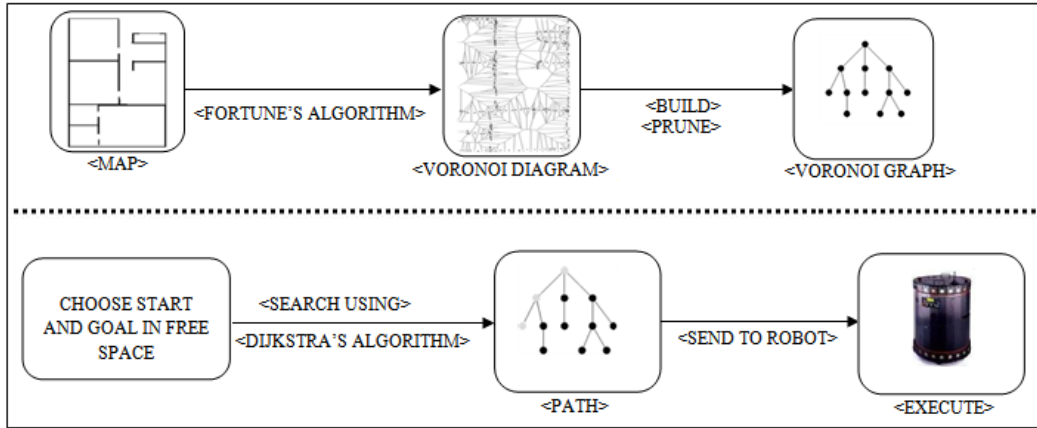 <FORTUNE'S ALGORITHM>
<BUILD>
<PRUNE>
<MAP>
<VORONOI DIAGRAM>
<VORONOI GRAPH>
CHOOSE START
AND GOAL IN FREE
SPACE
<SEARCH USING>
<DIJKSTRA'S ALGORITHM>
<SEND TO ROBOT>
<PATH>
<EXECUTE>